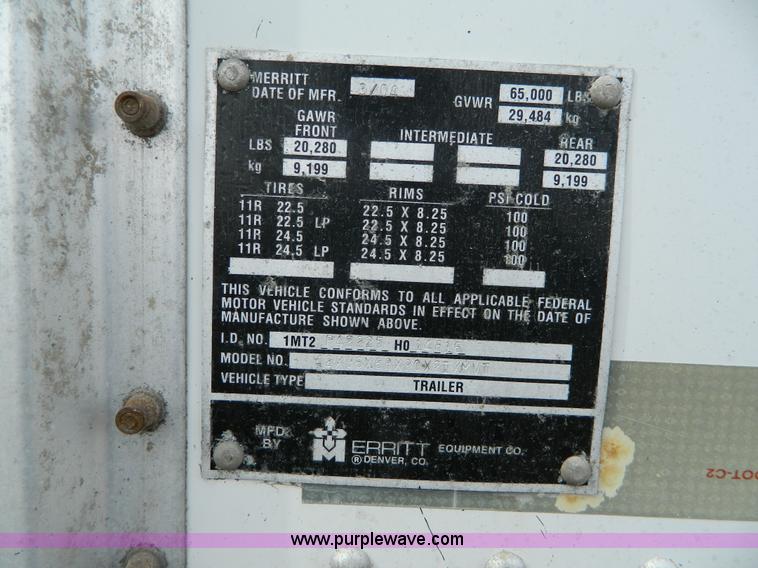 MERRITT
DATE OF MFR. 3/04 GVWR 65,000 LBS
29,484 kg
GAWR
FRONT INTERMEDIATE REAR
LBS 20,280 20,280
kg 9,199 9,199
TIRES RIMS PSI COLD
11R 22.5 22.5 X 8.25 100
11R 22.5 LP 22.5 X 8.25 100
11R 24.5 24.5 X 8.25 100
11R 24.5 LP 24.5 X 8.25 100
THIS VEHICLE CONFORMS TO ALL APPLICABLE FEDERAL
MOTOR VEHICLE STANDARDS IN EFFECT ON THE DATE OF
MANUFACTURE SHOWN ABOVE.
I.D. NO. 1MT2 H0
MODEL NO.
VEHICLE TYPE TRAILER
MFD. BY MERRITT EQUIPMENT CO.
® DENVER, CO.
DOT-C2
www.purplewave.com